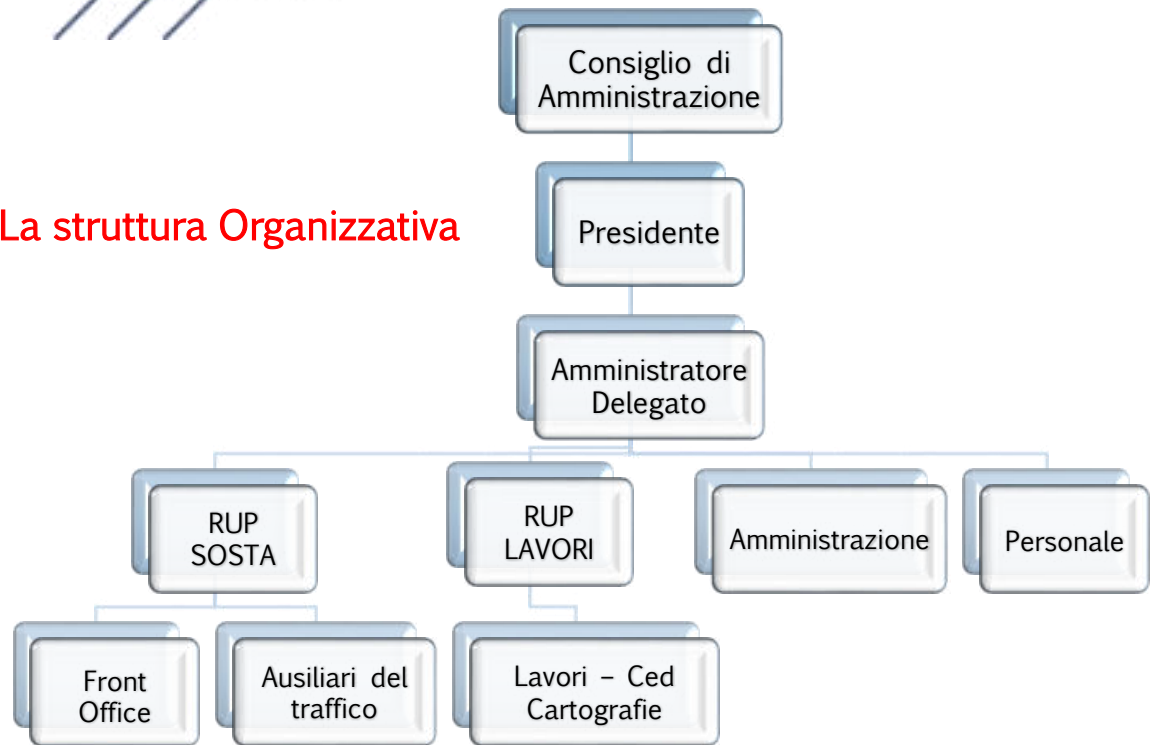 Consiglio di
Amministrazione
La struttura Organizzativa
Presidente
Amministratore
Delegato
RUP
SOSTA
RUP
LAVORI
Amministrazione
Personale
Front
Office
Ausiliari del
traffico
Lavori – Ced
Cartografie